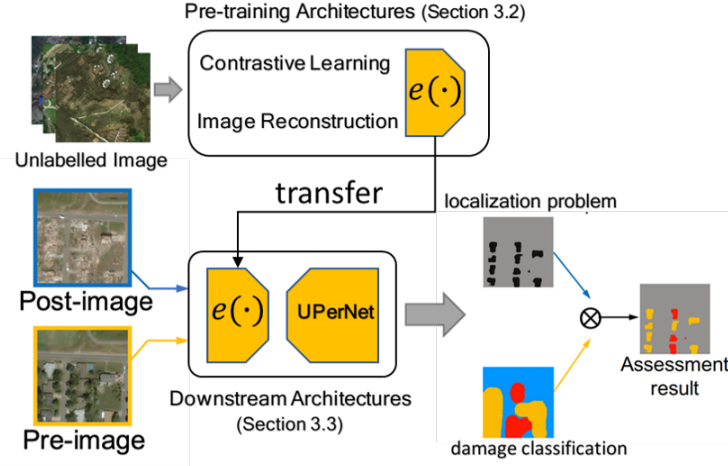 Pre-training Architectures (Section 3.2)
Contrastive Learning
e(·)
Image Reconstruction
Unlabelled Image
transfer
localization problem
Post-image
e(·)
UPerNet
Pre-image
Downstream Architectures
(Section 3.3)
Assessment
result
damage classification